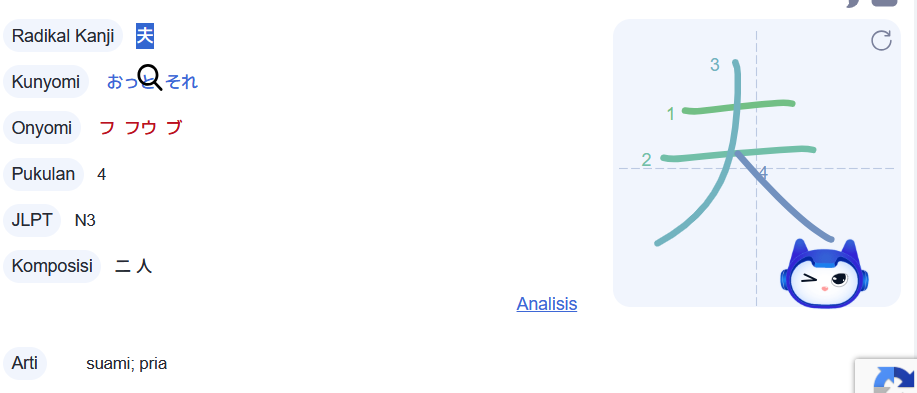 Radikal Kanji 夫
Kunyomi おっと それ
Onyomi フ フウ ブ
Pukulan 4
JLPT N3
Komposisi 二 人
Analisis
Arti suami; pria
3
1
2
4